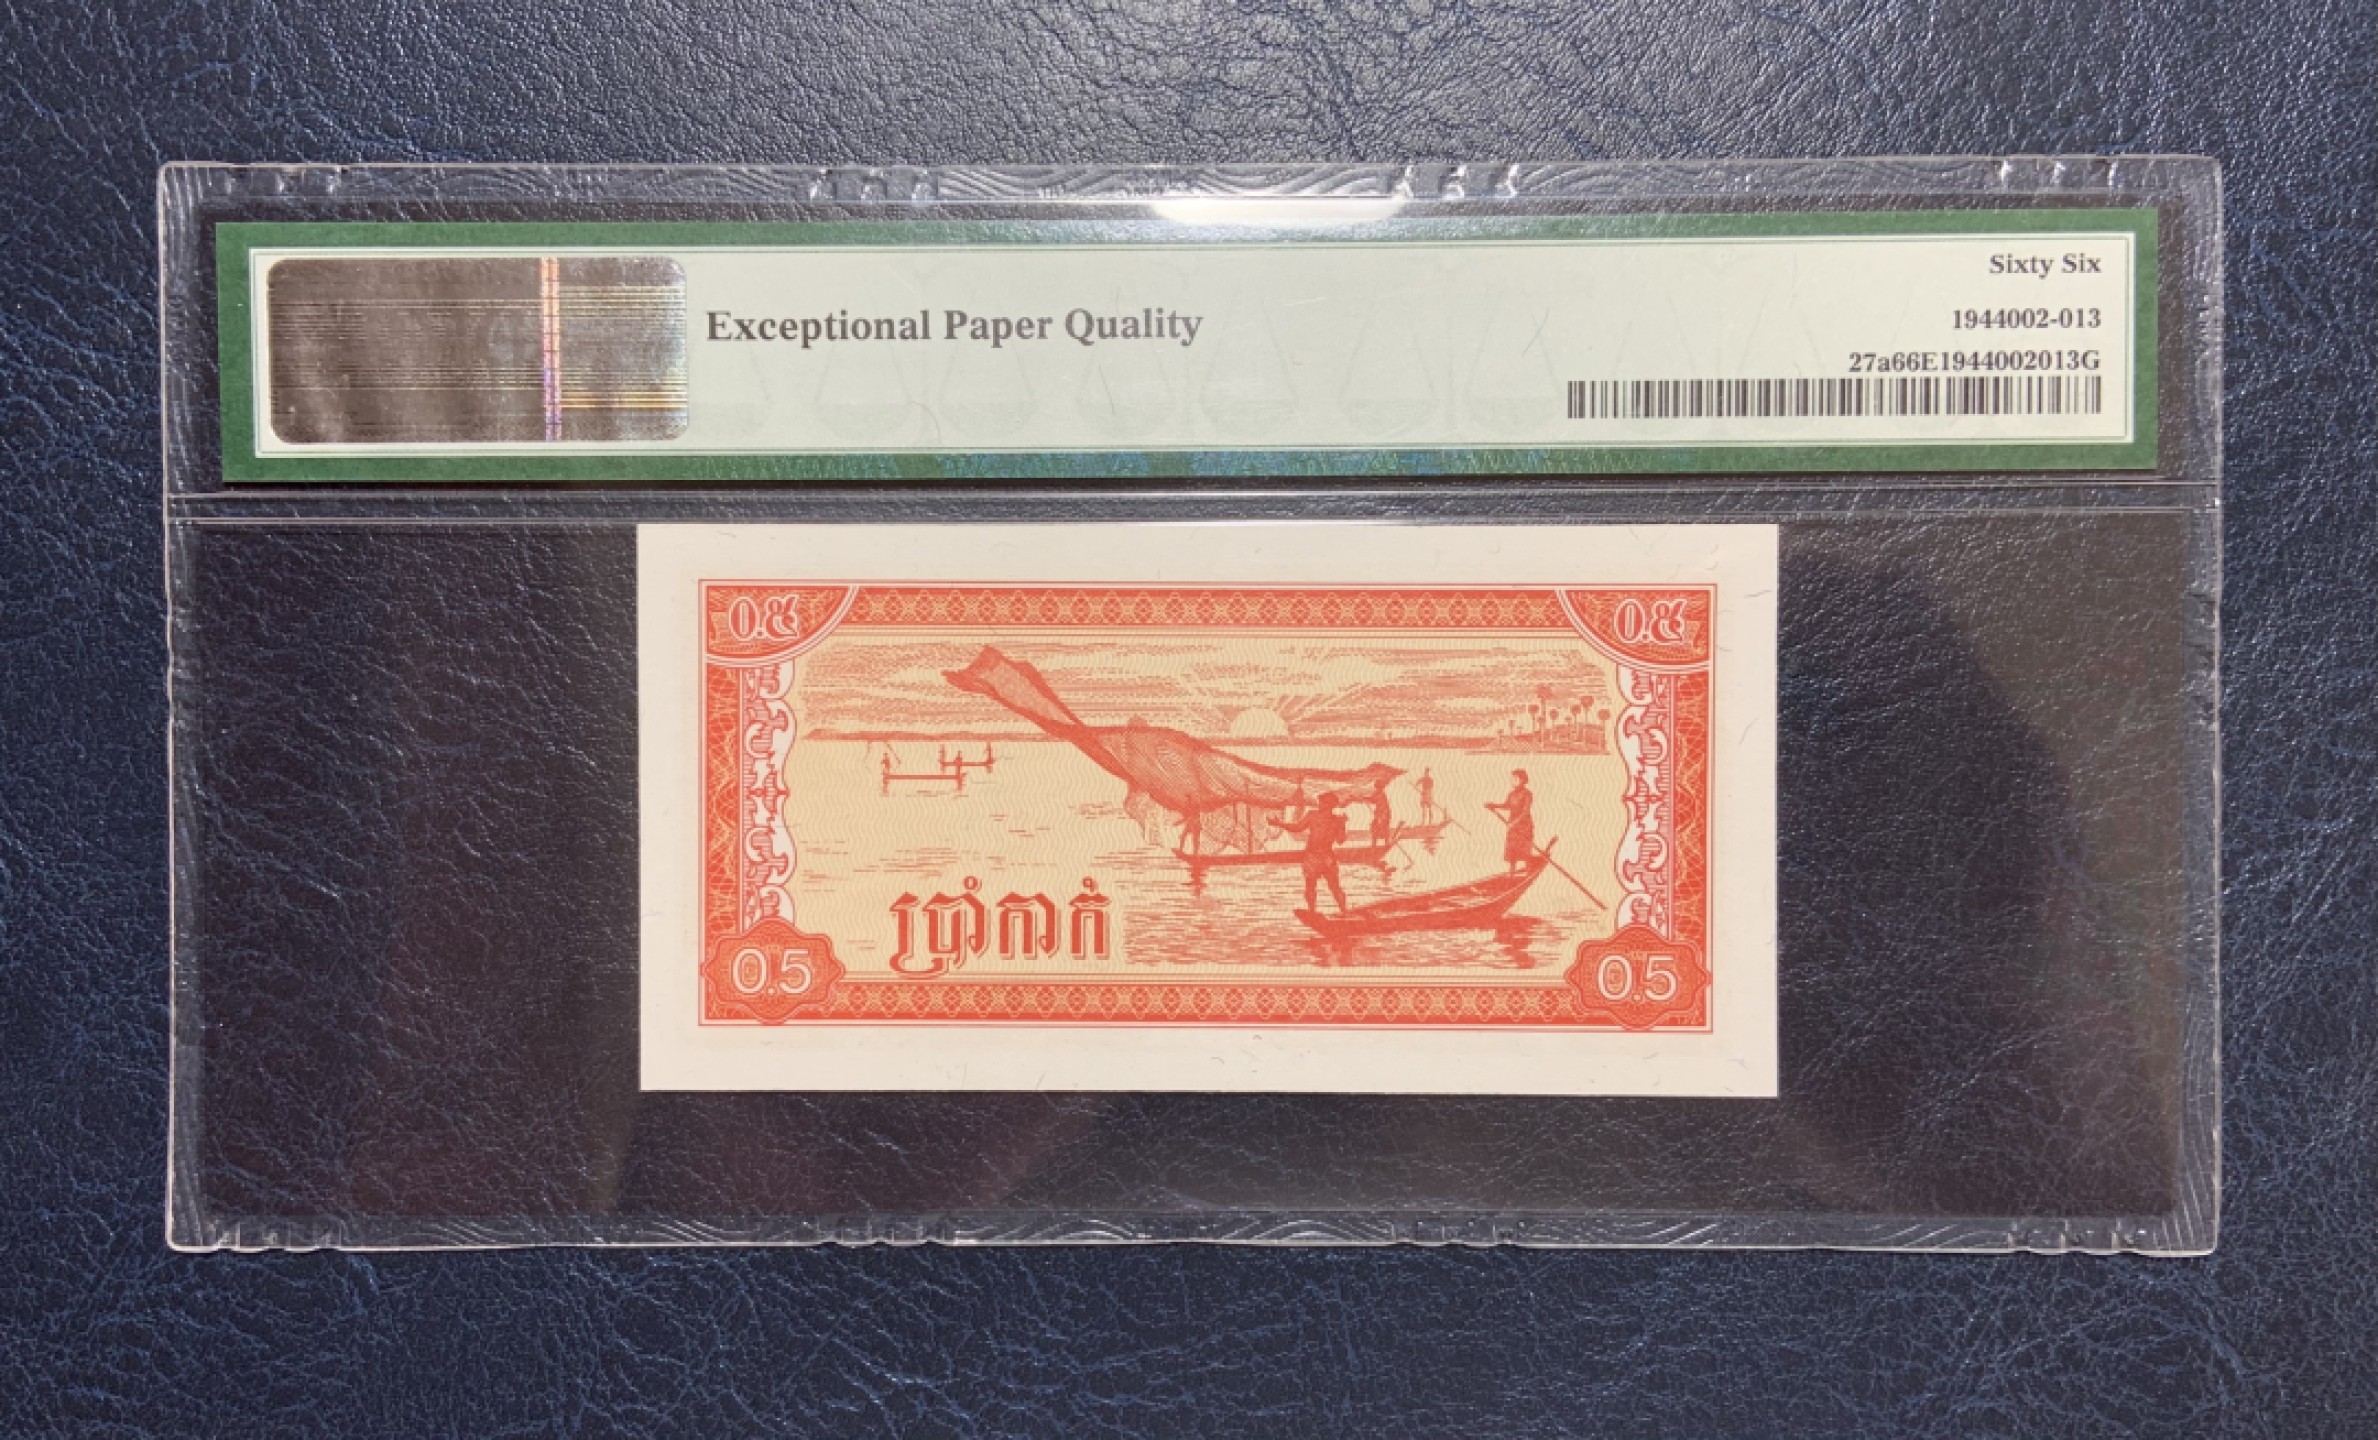 Sixty Six
Exceptional Paper Quality
1944002-013
27a66E1944002013G
០.៥ ០.៥
ប្រាំកាក់
0.5 0.5